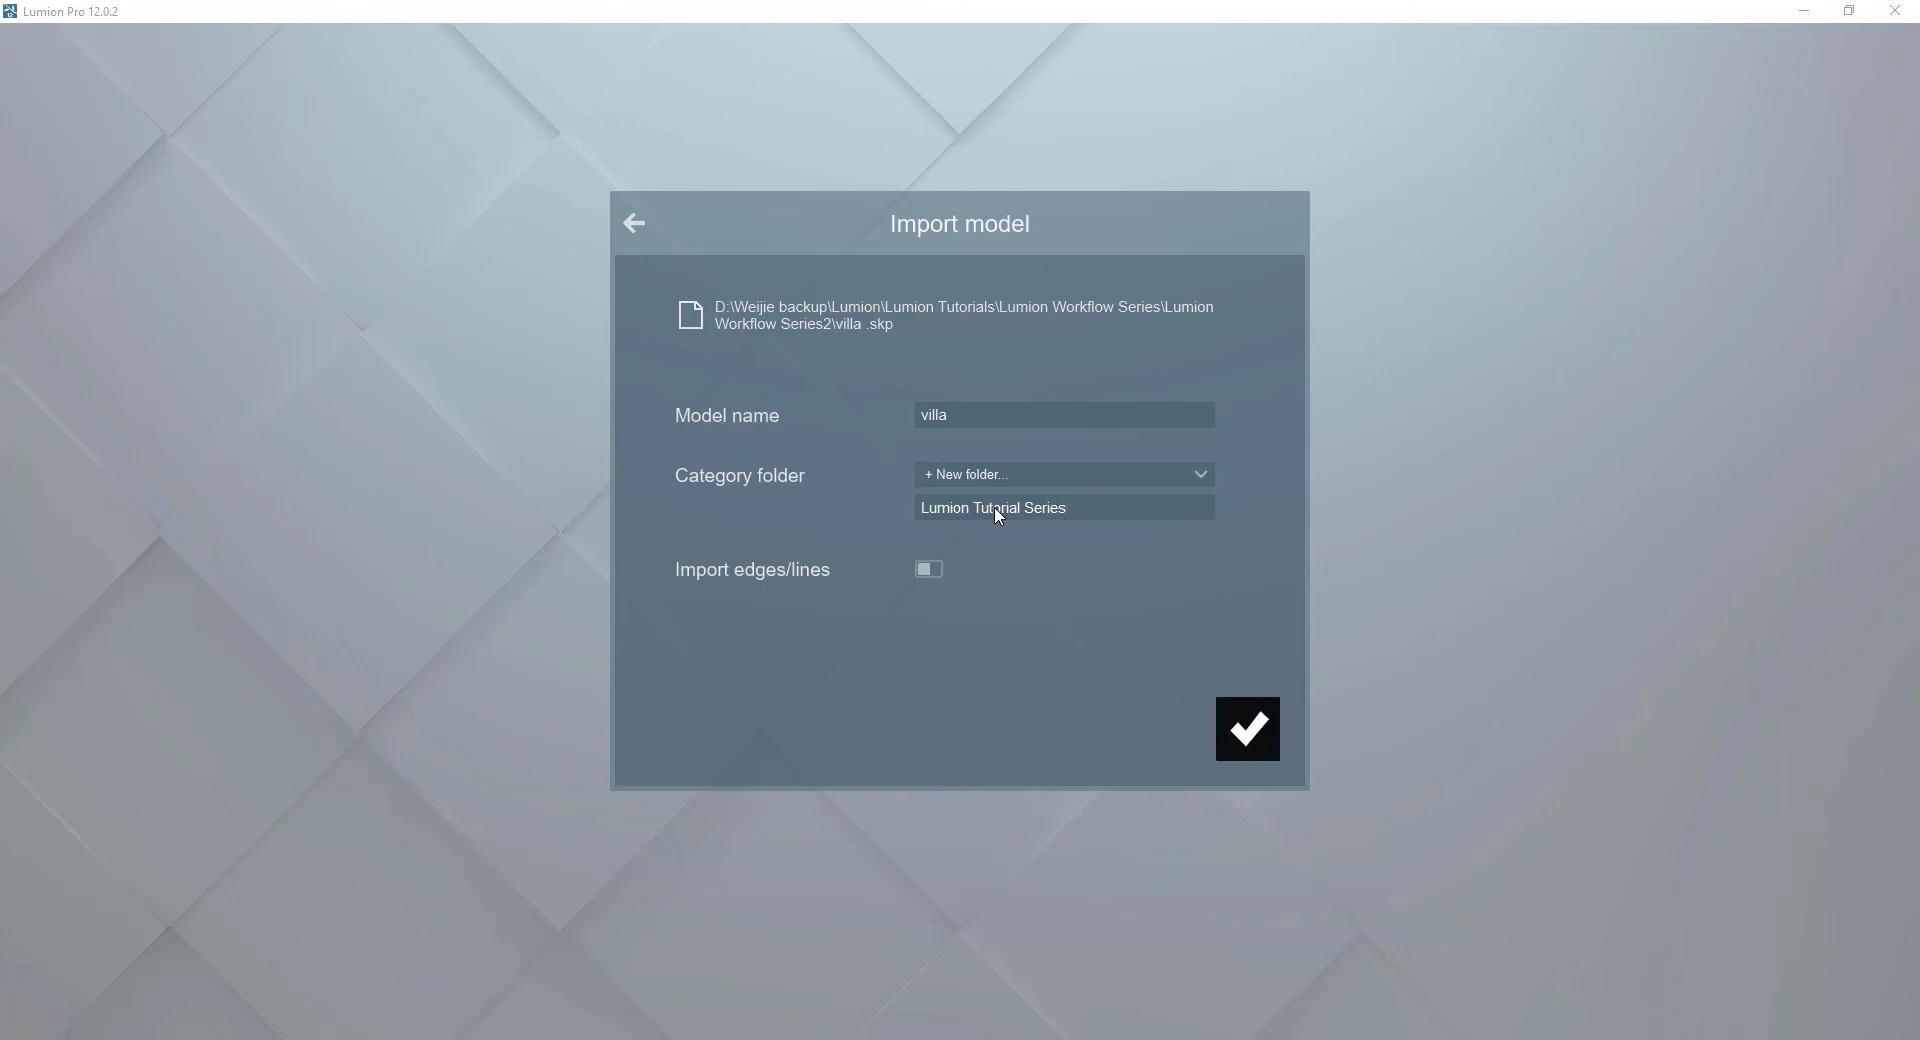 Lumion Pro 12.0.2
Import model
D:\Weijie backup\Lumion\Lumion Tutorials\Lumion Workflow Series\Lumion
Workflow Series2\villa .skp
Model name
villa
Category folder
+ New folder...
Lumion Tutorial Series
Import edges/lines